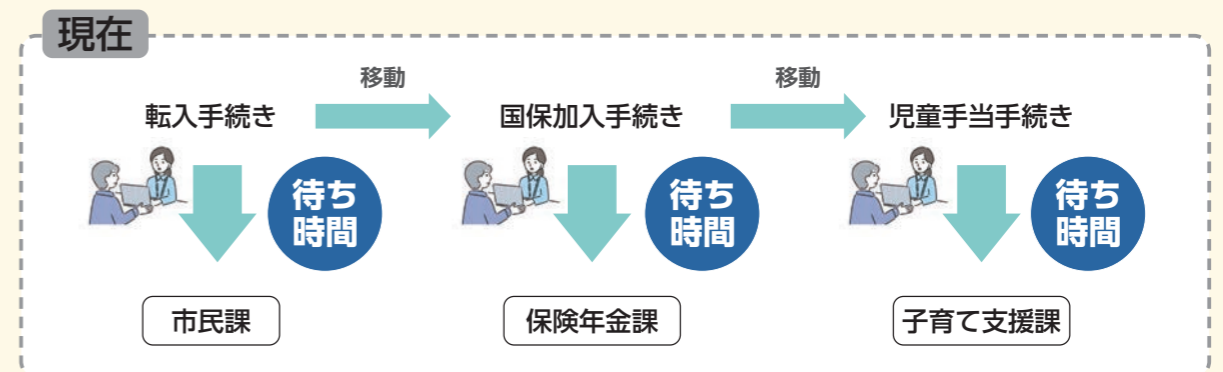 現在
移動
移動
転入手続き
国保加入手続き
児童手当手続き
待ち
時間
待ち
時間
待ち
時間
市民課
保険年金課
子育て支援課